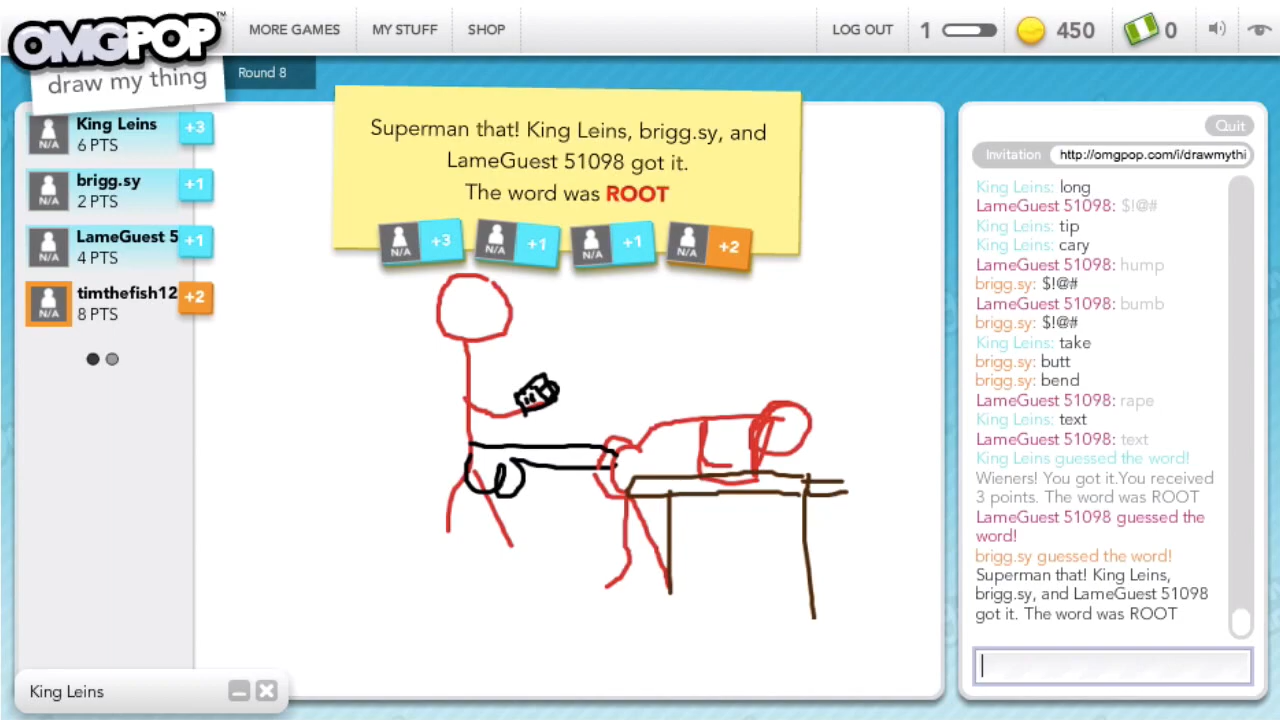 OMGPOP™
draw my thing
MORE GAMES
MY STUFF
SHOP
LOG OUT
1
450
0
Round 8
King Leins
6 PTS
+3
N/A
brigg.sy
2 PTS
+1
N/A
LameGuest 5
4 PTS
+1
N/A
timthefish12
8 PTS
+2
N/A
Superman that! King Leins, brigg.sy, and
LameGuest 51098 got it.
The word was ROOT
N/A +3
N/A +1
N/A +1
N/A +2
Quit
Invitation http://omgpop.com/i/drawmythi
King Leins: long
LameGuest 51098: $!@#
King Leins: tip
King Leins: cary
LameGuest 51098: hump
brigg.sy: $!@#
LameGuest 51098: bumb
brigg.sy: $!@#
King Leins: take
brigg.sy: butt
brigg.sy: bend
LameGuest 51098: rape
King Leins: text
LameGuest 51098: text
King Leins guessed the word!
Wieners! You got it.You received
3 points. The word was ROOT
LameGuest 51098 guessed the
word!
brigg.sy guessed the word!
Superman that! King Leins,
brigg.sy, and LameGuest 51098
got it. The word was ROOT
King Leins